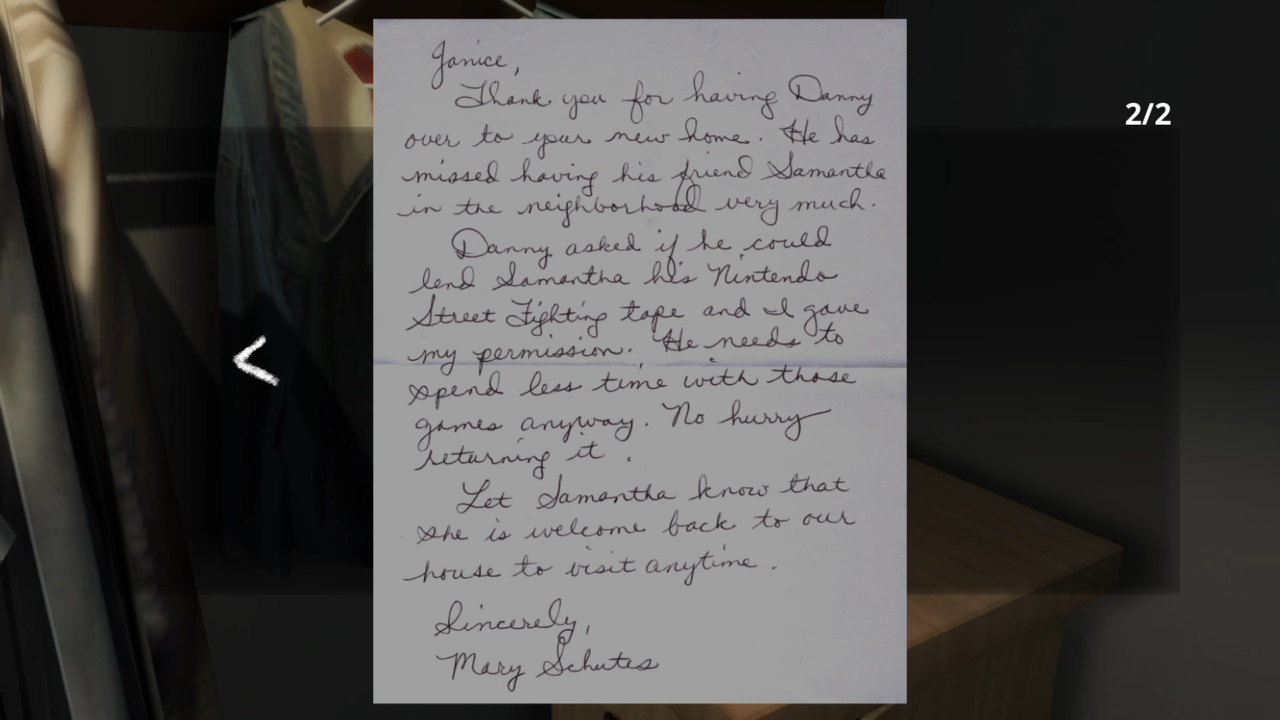 Janice,
Thank you for having Danny
over to your new home. He has
missed having his friend Samantha
in the neighborhood very much.
Danny asked if he could
lend Samantha his Nintendo
Street Fighting tape and I gave
my permission. He needs to
spend less time with those
games anyway. No hurry
returning it.
Let Samantha know that
she is welcome back to our
house to visit anytime.
Sincerely,
Mary Schutes
2/2